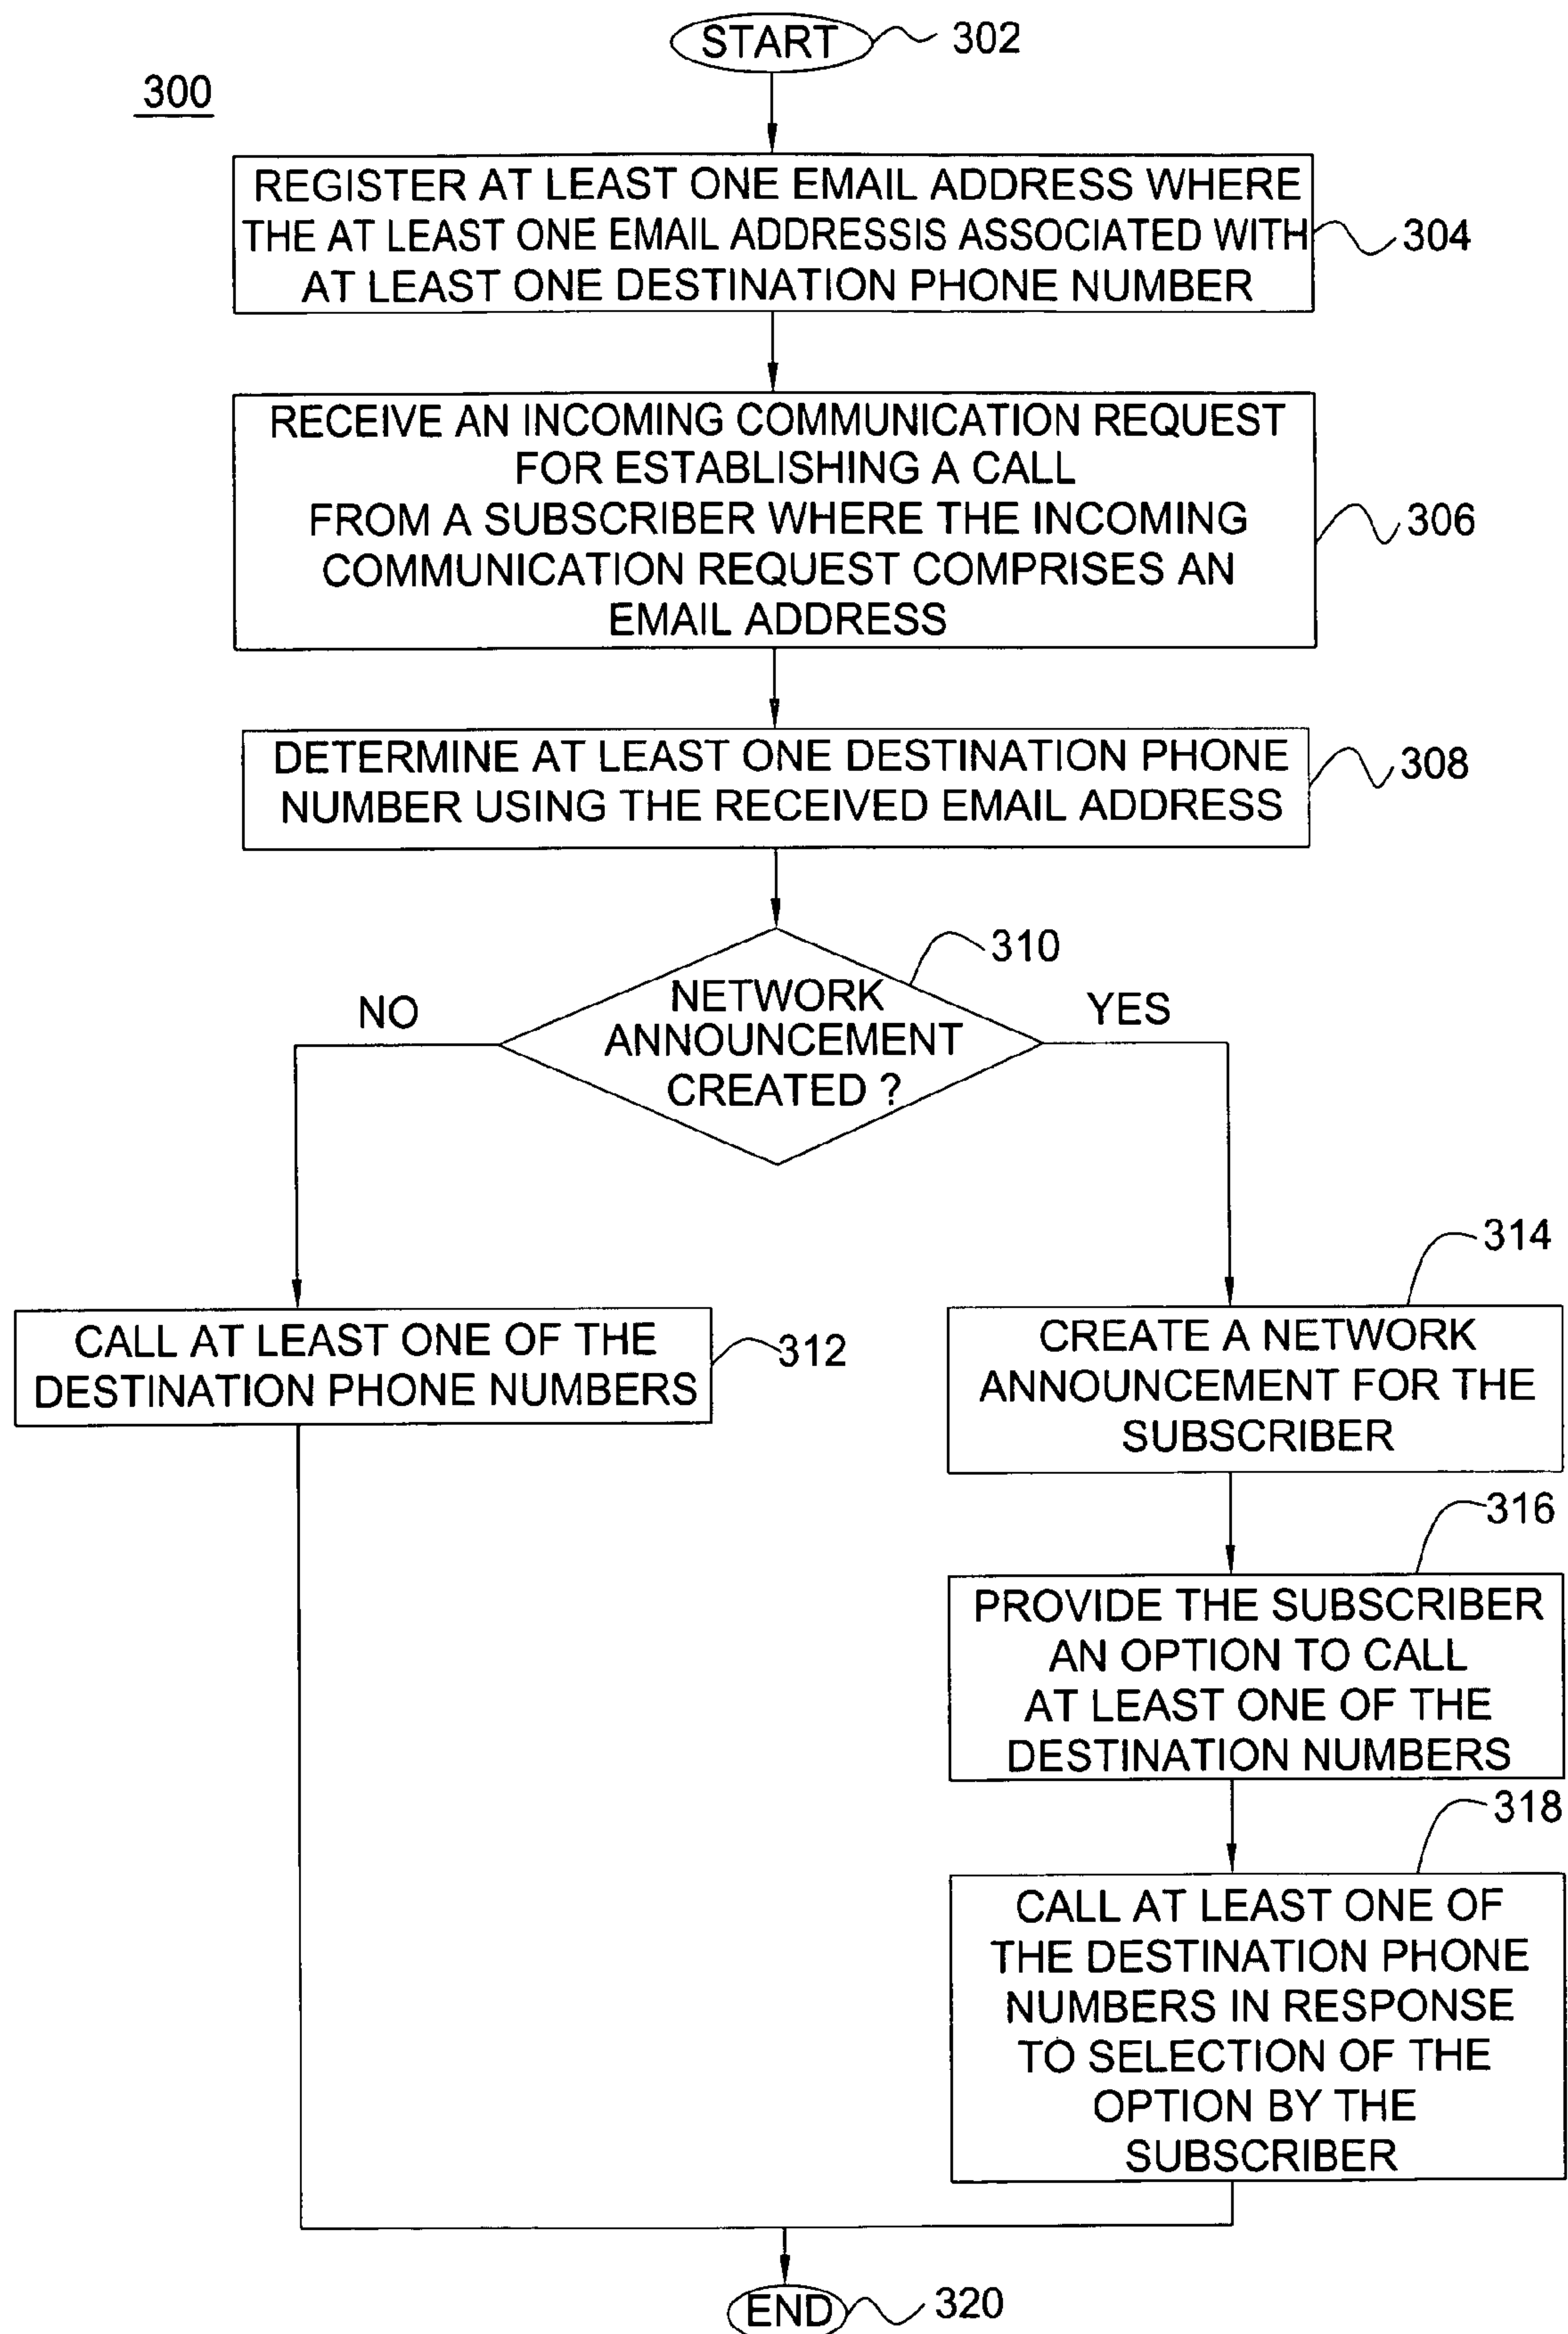 START
302
300
REGISTER AT LEAST ONE EMAIL ADDRESS WHERE
THE AT LEAST ONE EMAIL ADDRESSIS ASSOCIATED WITH
AT LEAST ONE DESTINATION PHONE NUMBER
304
RECEIVE AN INCOMING COMMUNICATION REQUEST
FOR ESTABLISHING A CALL
FROM A SUBSCRIBER WHERE THE INCOMING
COMMUNICATION REQUEST COMPRISES AN
EMAIL ADDRESS
306
DETERMINE AT LEAST ONE DESTINATION PHONE
NUMBER USING THE RECEIVED EMAIL ADDRESS
308
310
NETWORK
ANNOUNCEMENT
CREATED ?
NO
YES
CALL AT LEAST ONE OF THE
DESTINATION PHONE NUMBERS
312
314
CREATE A NETWORK
ANNOUNCEMENT FOR THE
SUBSCRIBER
316
PROVIDE THE SUBSCRIBER
AN OPTION TO CALL
AT LEAST ONE OF THE
DESTINATION NUMBERS
318
CALL AT LEAST ONE OF
THE DESTINATION PHONE
NUMBERS IN RESPONSE
TO SELECTION OF THE
OPTION BY THE
SUBSCRIBER
END
320